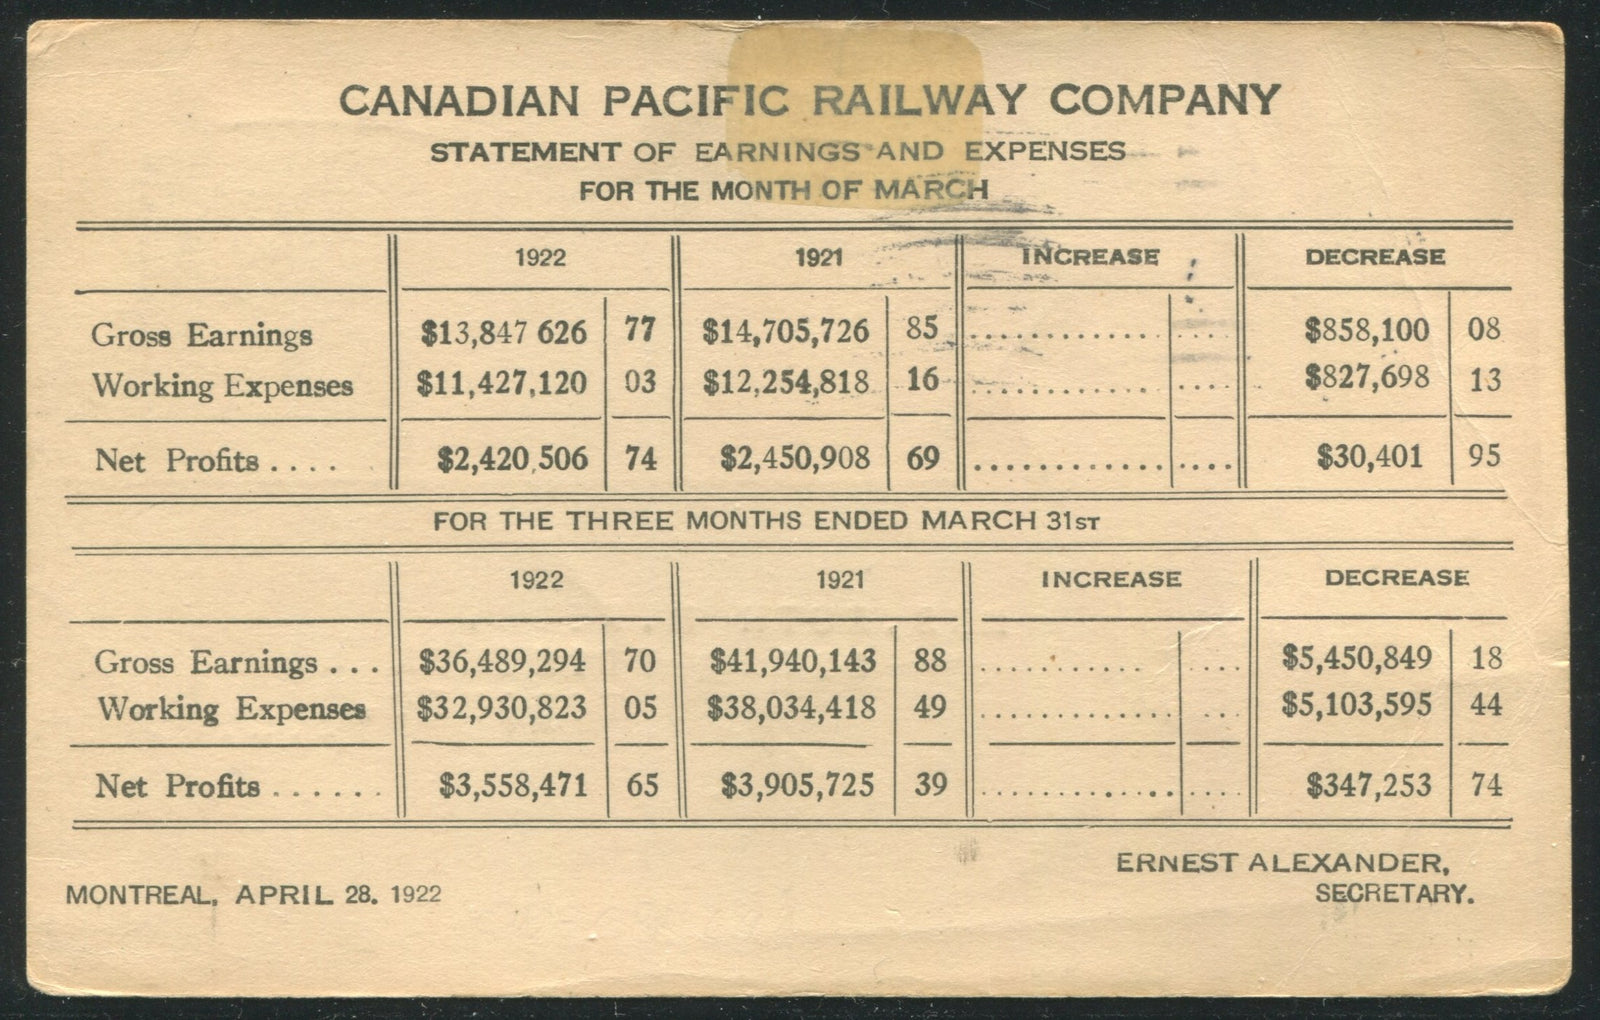 CANADIAN PACIFIC RAILWAY COMPANY
STATEMENT OF EARNINGS AND EXPENSES
FOR THE MONTH OF MARCH
1922 1921 INCREASE DECREASE
Gross Earnings $13,847 626 77 $14,705,726 85 ................ ..... $858,100 08
Working Expenses $11,427,120 03 $12,254,818 16 ................ ..... $827,698 13
Net Profits .... $2,420,506 74 $2,450,908 69 ................ ..... $30,401 95
FOR THE THREE MONTHS ENDED MARCH 31ST
1922 1921 INCREASE DECREASE
Gross Earnings ... $36,489,294 70 $41,940,143 88 ............. .... $5,450,849 18
Working Expenses $32,930,823 05 $38,034,418 49 ................ .... $5,103,595 44
Net Profits ...... $3,558,471 65 $3,905,725 39 ................ .... $347,253 74
ERNEST ALEXANDER,
MONTREAL, APRIL 28. 1922 SECRETARY.